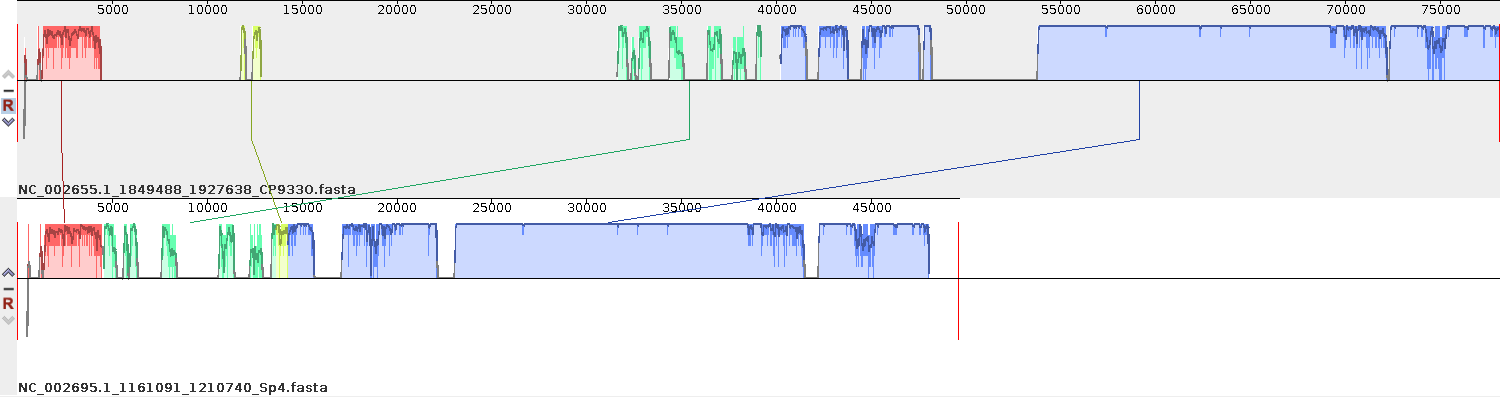 5000 10000 15000 20000 25000 30000 35000 40000 45000 50000 55000 60000 65000 70000 75000
R
NC_002655.1_1849488_1927638_CP9330.fasta
5000 10000 15000 20000 25000 30000 35000 40000 45000
R
NC_002695.1_1161091_1210740_Sp4.fasta